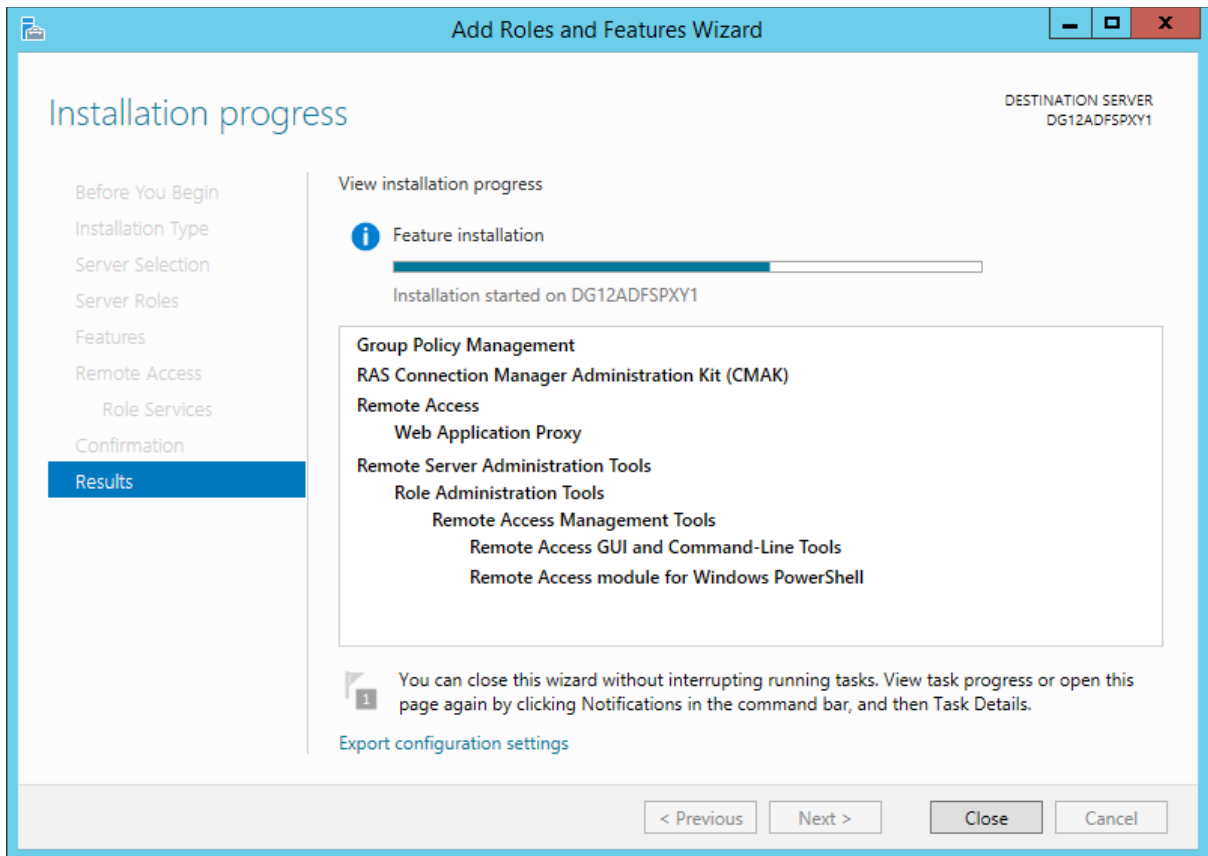 Add Roles and Features Wizard
Installation progress
DESTINATION SERVER
DG12ADFSPXY1
Before You Begin
Installation Type
Server Selection
Server Roles
Features
Remote Access
Role Services
Confirmation
Results
View installation progress
Feature installation
Installation started on DG12ADFSPXY1
Group Policy Management
RAS Connection Manager Administration Kit (CMAK)
Remote Access
Web Application Proxy
Remote Server Administration Tools
Role Administration Tools
Remote Access Management Tools
Remote Access GUI and Command-Line Tools
Remote Access module for Windows PowerShell
1
You can close this wizard without interrupting running tasks. View task progress or open this
page again by clicking Notifications in the command bar, and then Task Details.
Export configuration settings
< Previous
Next >
Close
Cancel